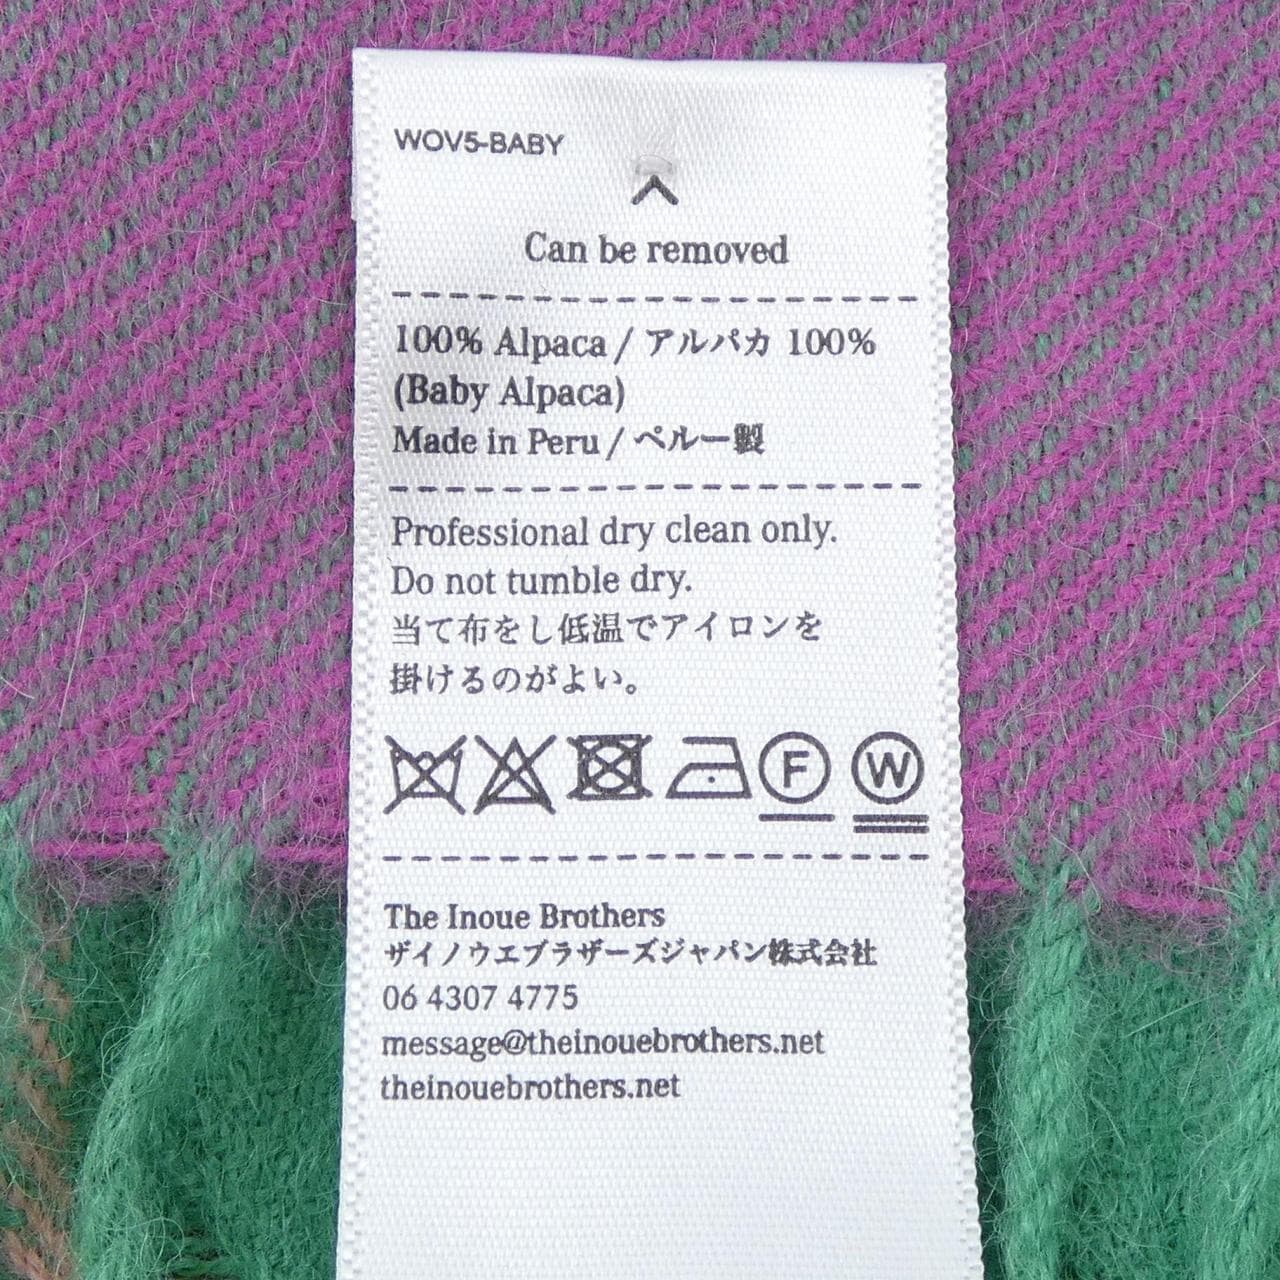 WOV5-BABY
Can be removed
100% Alpaca / アルパカ 100%
(Baby Alpaca)
Made in Peru / ペルー製
Professional dry clean only.
Do not tumble dry.
当て布をし低温でアイロンを
掛けるのがよい。
F W
The Inoue Brothers
ザイノウエブラザーズジャパン株式会社
06 4307 4775
message@theinouebrothers.net
theinouebrothers.net